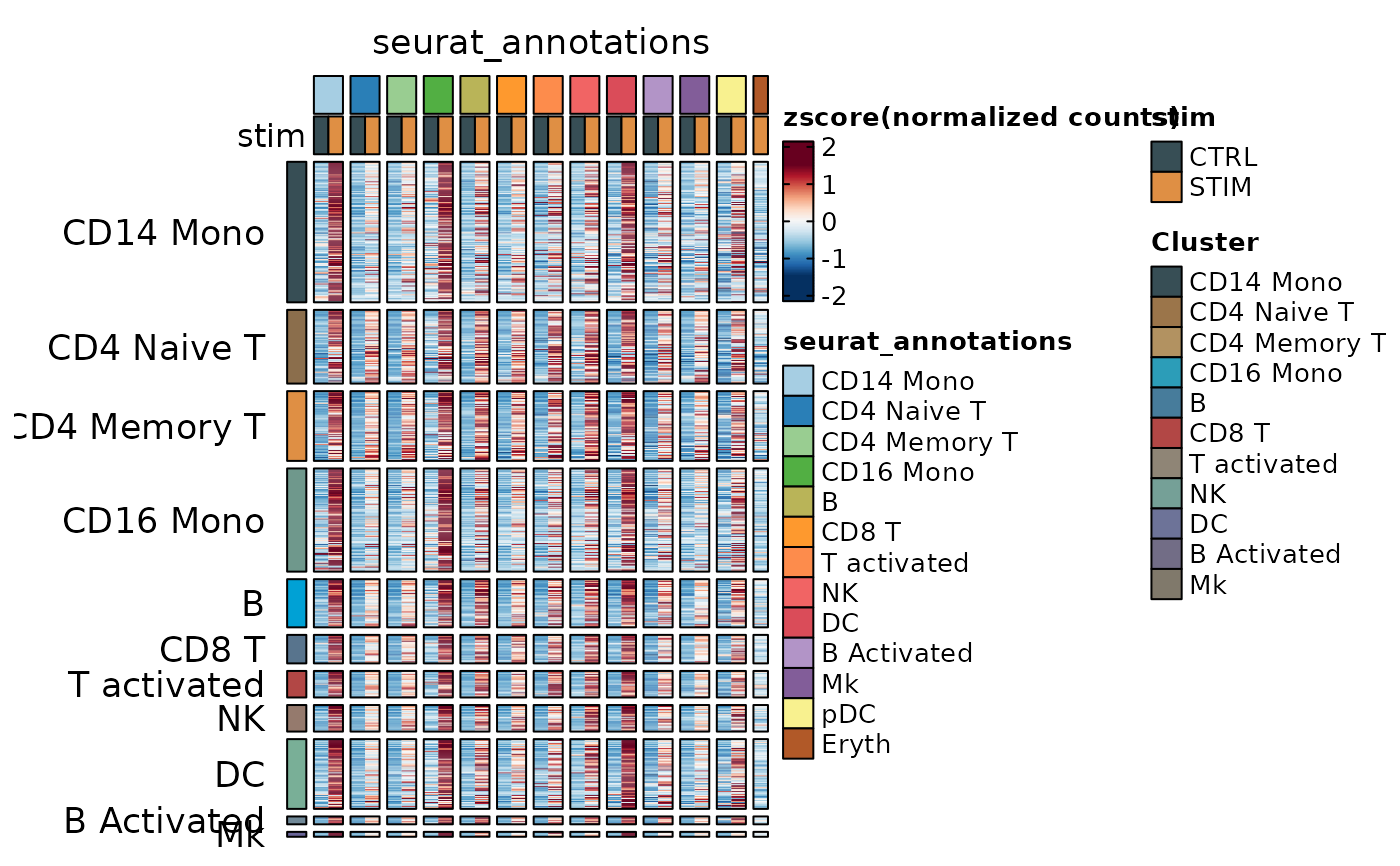 seurat_annotations
stim
CD14 Mono
CD4 Naive T
CD4 Memory T
CD16 Mono
B
CD8 T
T activated
NK
DC
B Activated
Mk
zscore(normalized counts)
2
1
0
-1
-2
seurat_annotations
CD14 Mono
CD4 Naive T
CD4 Memory T
CD16 Mono
B
CD8 T
T activated
NK
DC
B Activated
Mk
pDC
Eryth
stim
CTRL
STIM
Cluster
CD14 Mono
CD4 Naive T
CD4 Memory T
CD16 Mono
B
CD8 T
T activated
NK
DC
B Activated
Mk